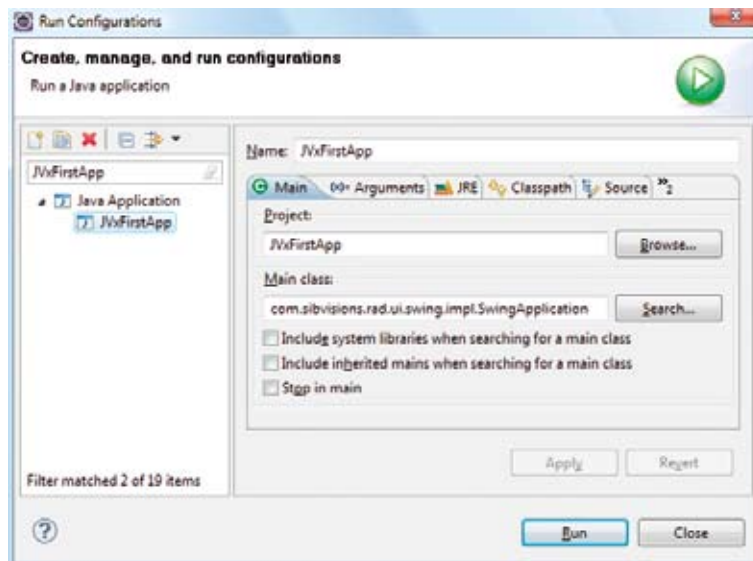 Run Configurations
Create, manage, and run configurations
Run a Java application
JVxFirstApp
Java Application
JVxFirstApp
Filter matched 2 of 19 items
Name: JVxFirstApp
Main (x)= Arguments JRE Classpath Source »2
Project:
JVxFirstApp Browse...
Main class:
com.sibvisions.rad.ui.swing.impl.SwingApplication Search...
Include system libraries when searching for a main class
Include inherited mains when searching for a main class
Stop in main
Apply Revert
Run Close